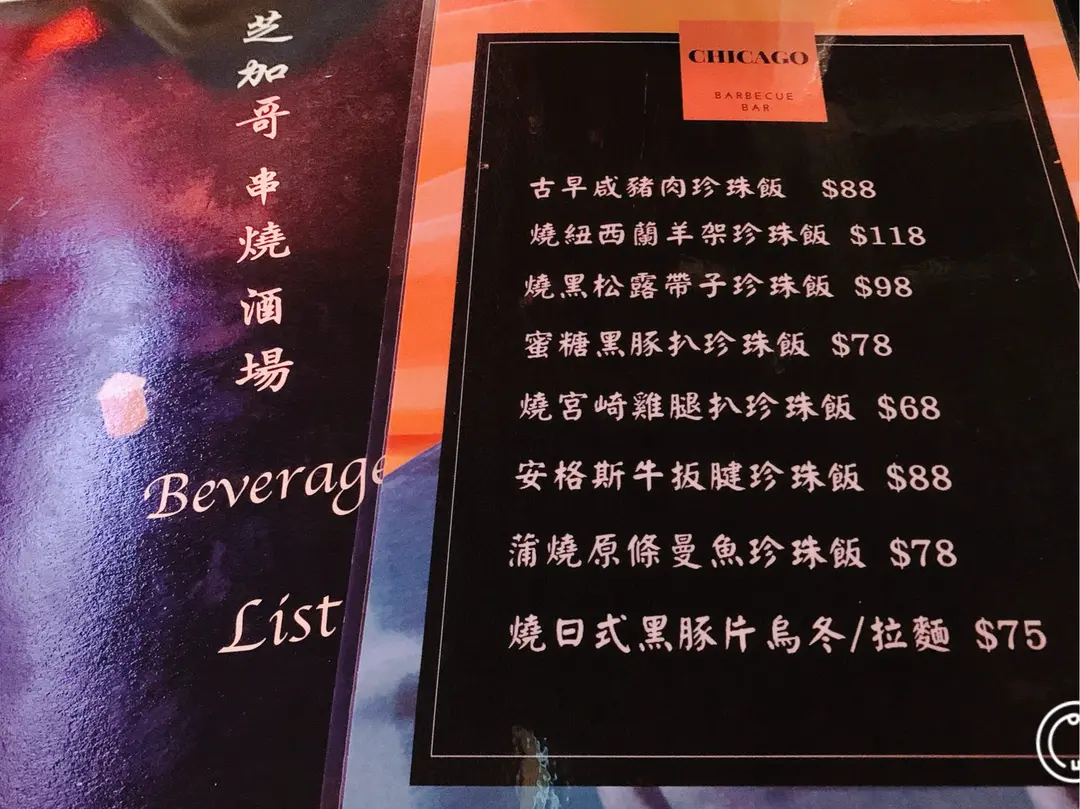 芝加哥串燒酒場
Beverage
List
CHICAGO
BARBECUE
BAR
古早咸豬肉珍珠飯 $88
燒紐西蘭羊架珍珠飯 $118
燒黑松露帶子珍珠飯 $98
蜜糖黑豚扒珍珠飯 $78
燒宮崎雞腿扒珍珠飯 $68
安格斯牛扳腱珍珠飯 $88
蒲燒原條曼魚珍珠飯 $78
燒日式黑豚片烏冬/拉麵 $75